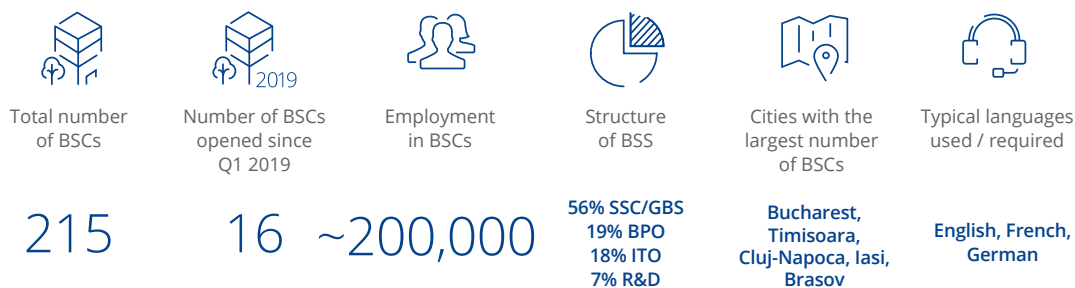 2019
Total number
of BSCs
Number of BSCs
opened since
Q1 2019
Employment
in BSCs
Structure
of BSS
Cities with the
largest number
of BSCs
Typical languages
used / required
215
16
~200,000
56% SSC/GBS
19% BPO
18% ITO
7% R&D
Bucharest,
Timisoara,
Cluj-Napoca, Iasi,
Brasov
English, French,
German